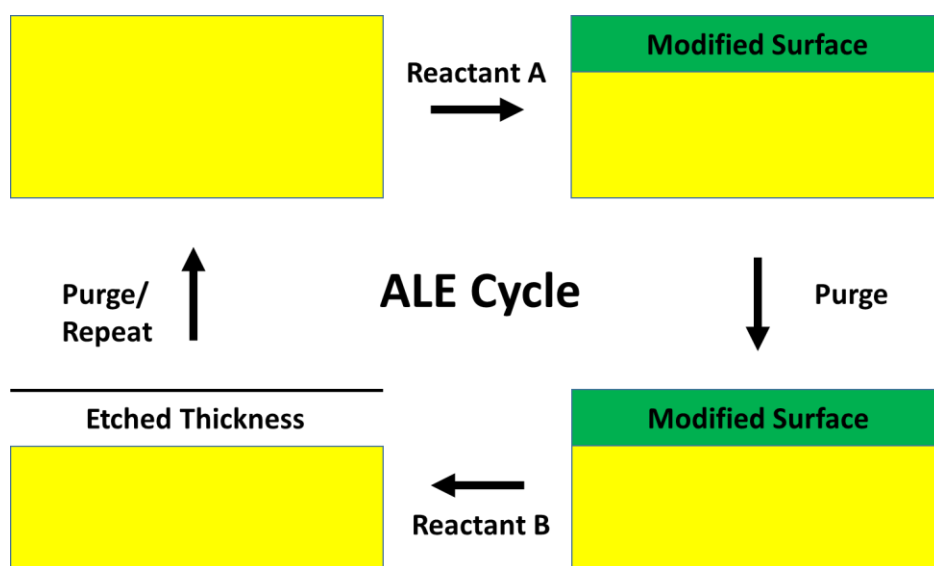 Modified Surface
Reactant A
ALE Cycle
Purge/
Repeat
Purge
Etched Thickness
Modified Surface
Reactant B